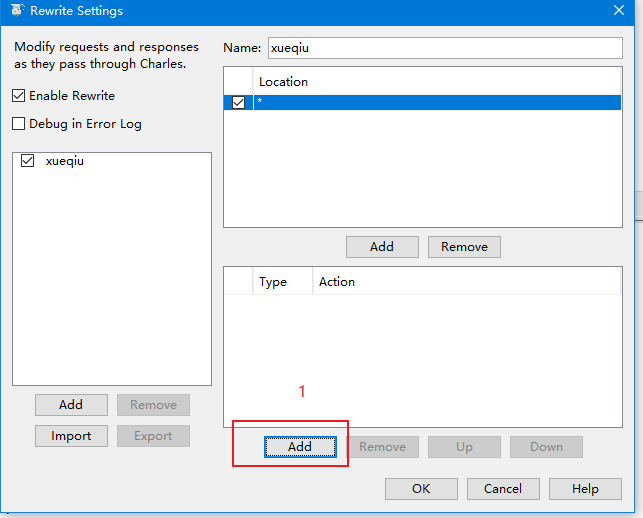 Rewrite Settings
Modify requests and responses
as they pass through Charles.
Enable Rewrite
Debug in Error Log
xueqiu
Add
Remove
Import
Export
Name:
xueqiu
Location
*
Add
Remove
Type
Action
1
Add
Remove
Up
Down
OK
Cancel
Help